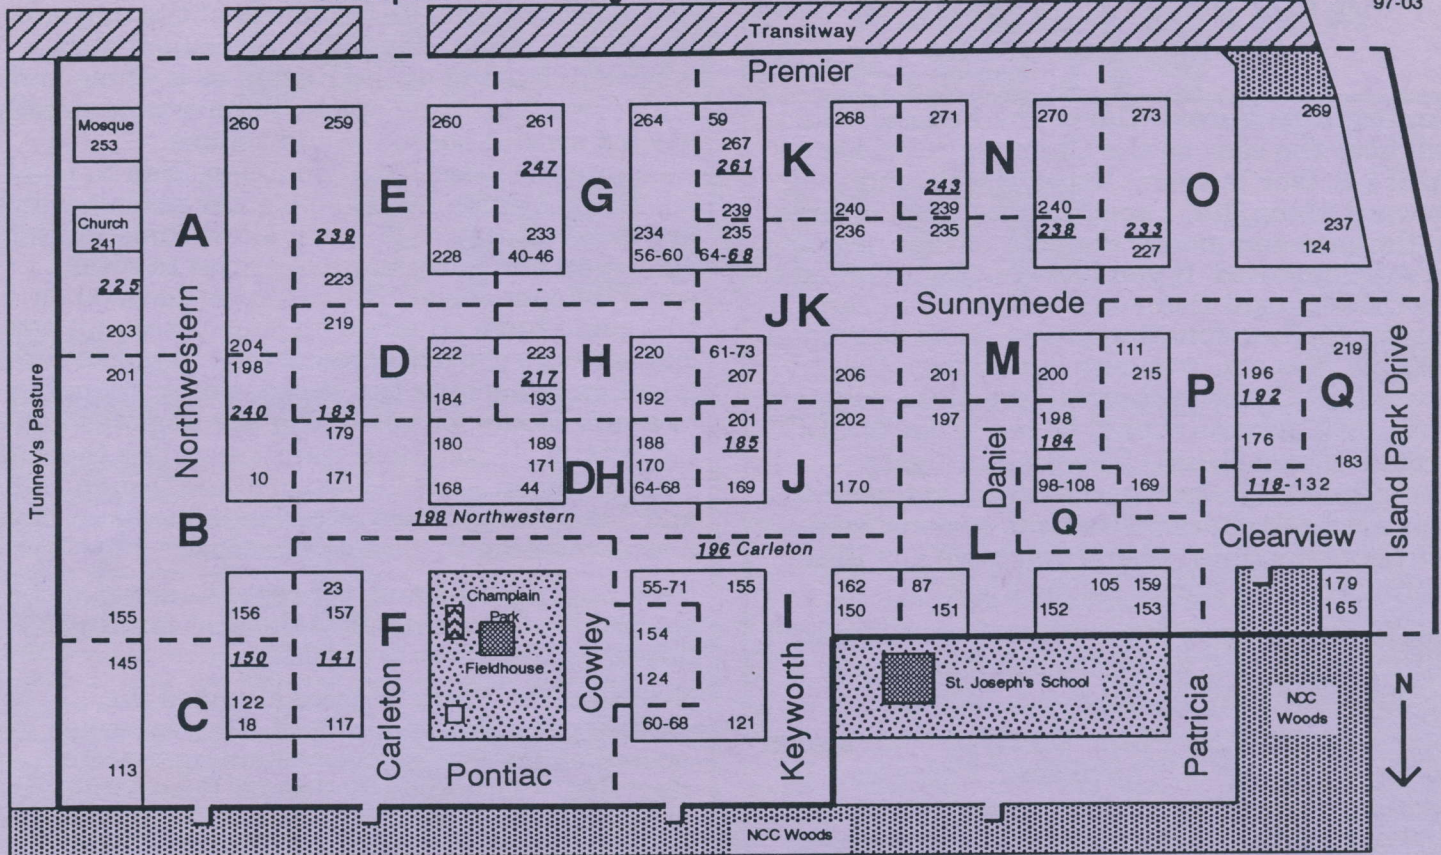 97-03
Transitway
Premier
Mosque
253
260 259 260 261 264 59 268 271 270 273 269
267
247 261 K N
A E G O
243
Church
241
239 240 239 240
239 234 235 236 235 238 233 237
233 227 124
228 40-46 56-60 64-68
225 223
JK Sunnymede
203 219
204
201 198
Northwestern
D H M P Q
222 223 220 61-73 111 219
217 207 206 201 200 215 196
192
184 193 192
240 183
179 201 202 197 198 176
180 189 188 185 184
10 171 171 170 183
168 44 DH 64-68 169 J 170 Daniel 98-108 169 118-132
Tunney's Pasture
Island Park Drive
198 Northwestern
Q
B
196 Carleton
L
Clearview
23 55-71 155 162 87 105 159 179
155 156 157 150 151 152 153 165
Champlain
Park
Fieldhouse
F
I
145 150 141 154
124
122
C 18 117 60-68 121
113
Carleton
Cowley
Keyworth
St. Joseph's School
Patricia
NCC
Woods
N
Pontiac
NCC Woods